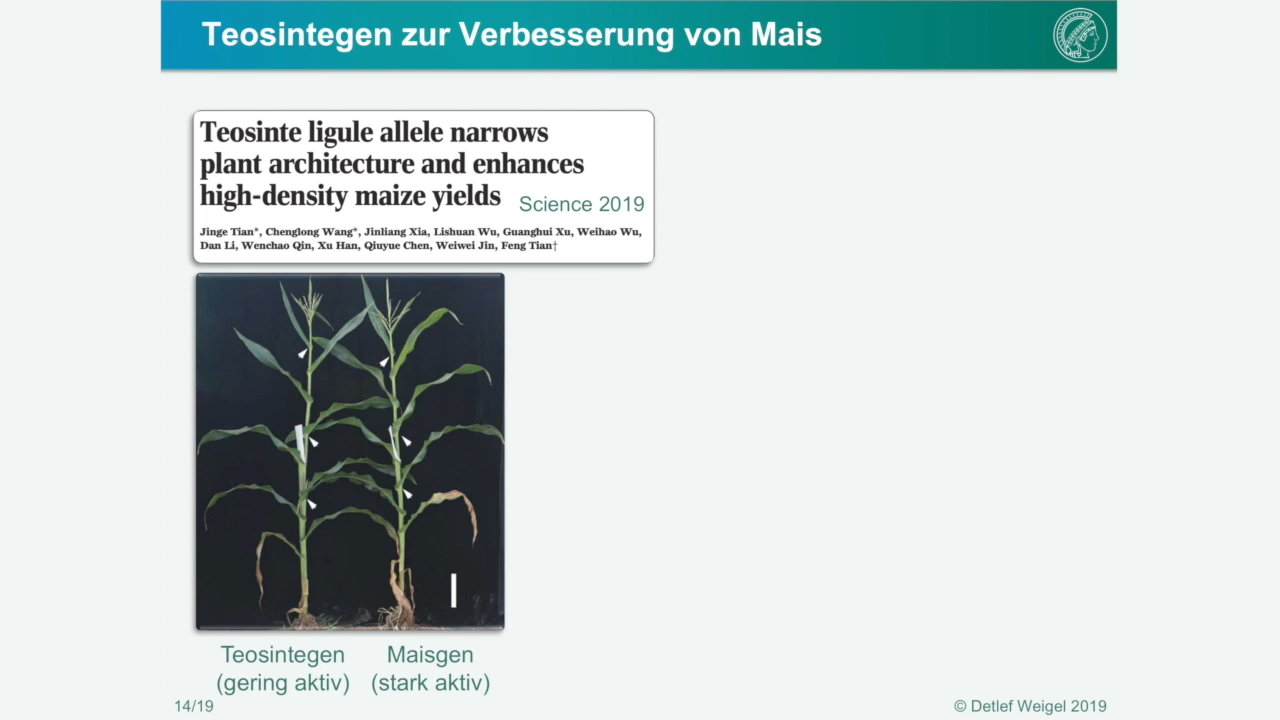 Teosintegen zur Verbesserung von Mais
Teosinte ligule allele narrows
plant architecture and enhances
high-density maize yields
Science 2019
Jinge Tian*, Chenglong Wang*, Jinliang Xia, Lishuan Wu, Guanghui Xu, Weihao Wu,
Dan Li, Wenchao Qin, Xu Han, Qiuyue Chen, Weiwei Jin, Feng Tian†
Teosintegen
(gering aktiv)
Maisgen
(stark aktiv)
14/19
© Detlef Weigel 2019